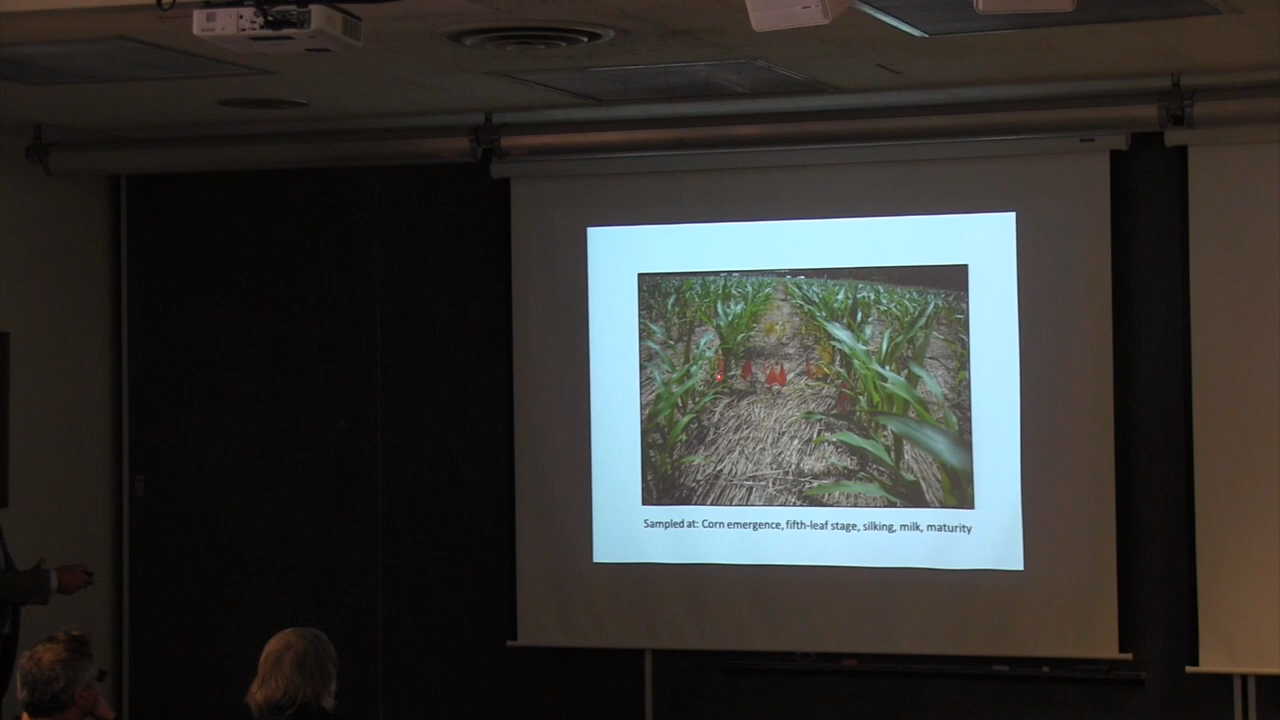 Sampled at: Corn emergence, fifth-leaf stage, silking, milk, maturity